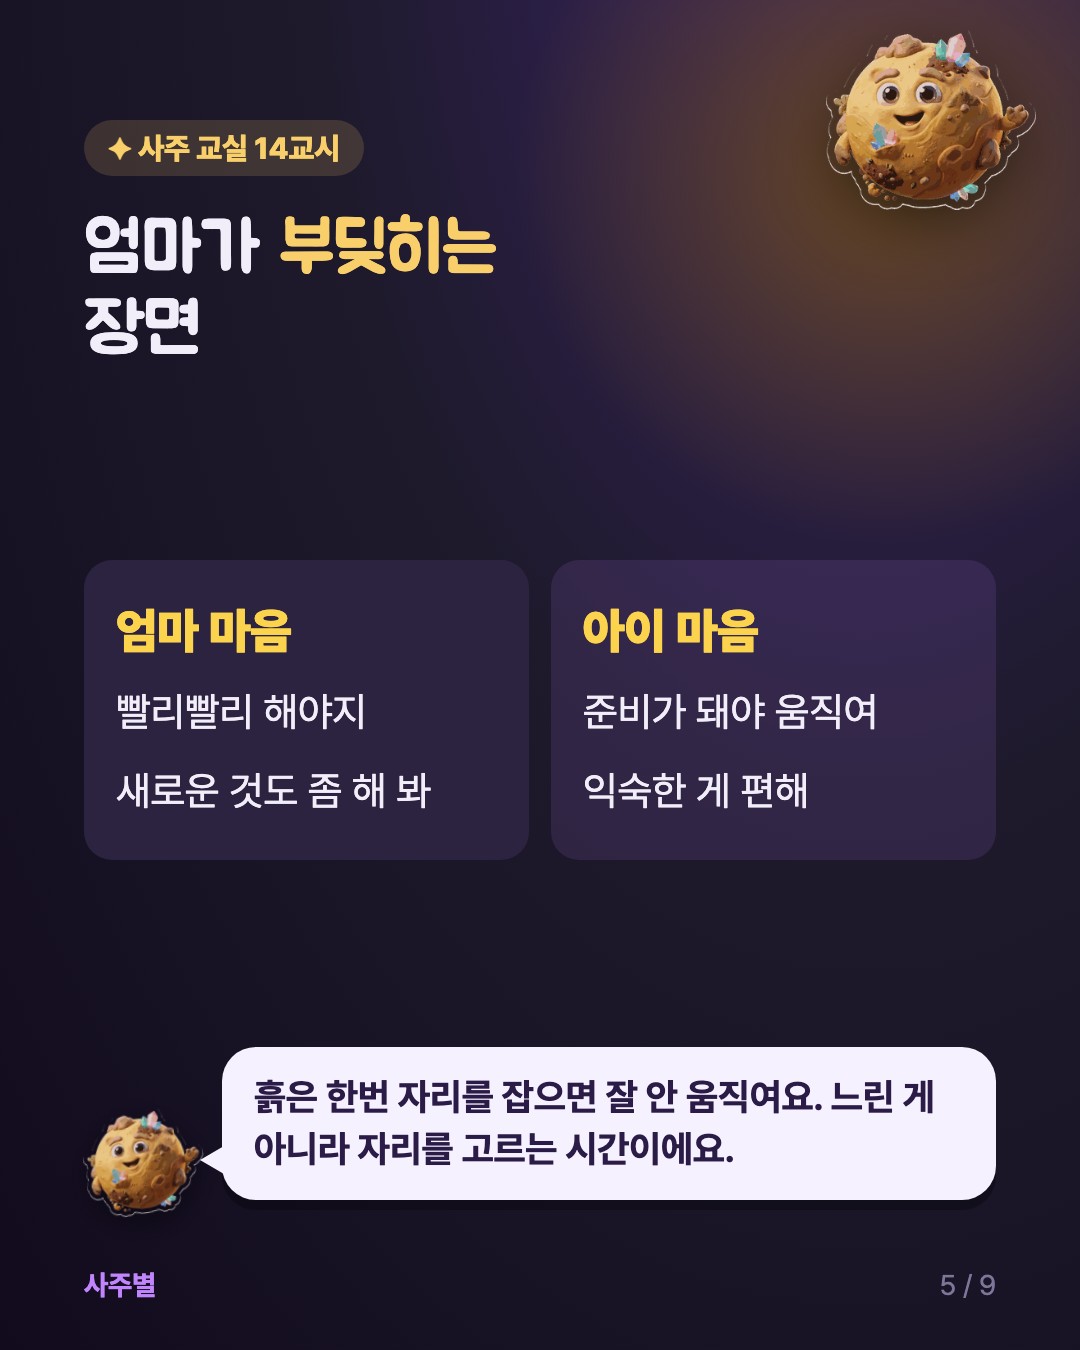 ✦ 사주 교실 14교시
엄마가 부딪히는
장면
엄마 마음
빨리빨리 해야지
새로운 것도 좀 해 봐
아이 마음
준비가 돼야 움직여
익숙한 게 편해
흙은 한번 자리를 잡으면 잘 안 움직여요. 느린 게
아니라 자리를 고르는 시간이에요.
사주별
5 / 9